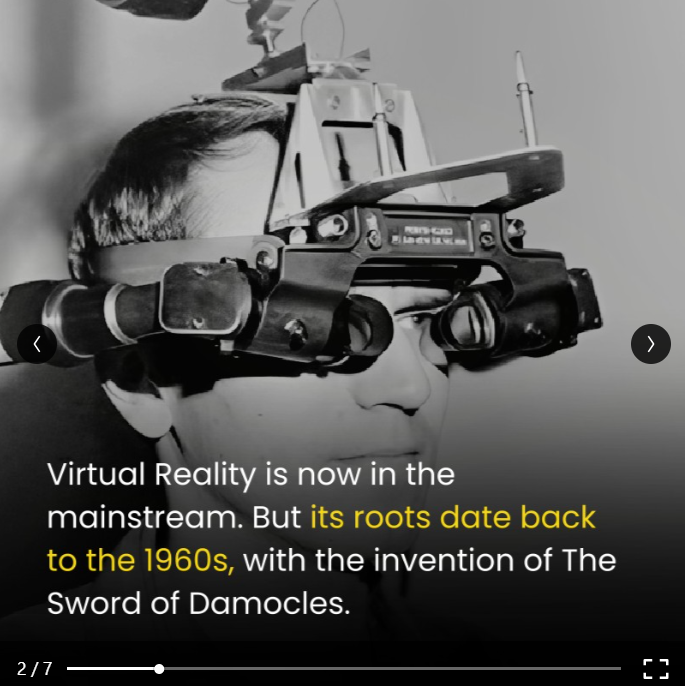 Virtual Reality is now in the
mainstream. But its roots date back
to the 1960s, with the invention of The
Sword of Damocles.
2 / 7